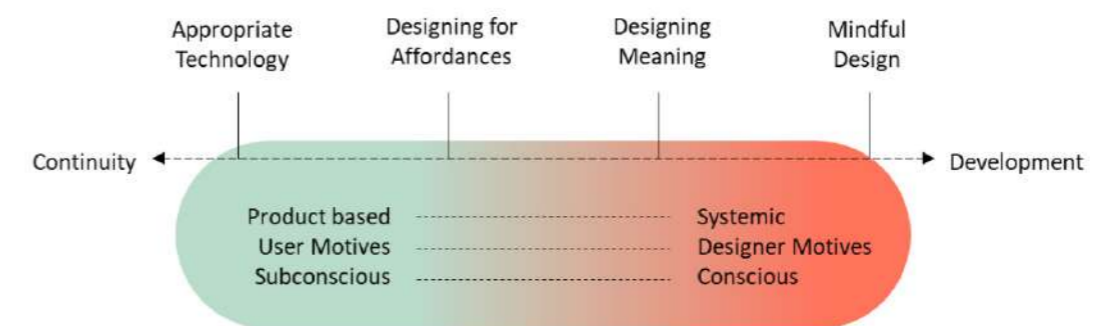 Appropriate
Technology
Designing for
Affordances
Designing
Meaning
Mindful
Design
Continuity
Development
Product based
Systemic
User Motives
Designer Motives
Subconscious
Conscious